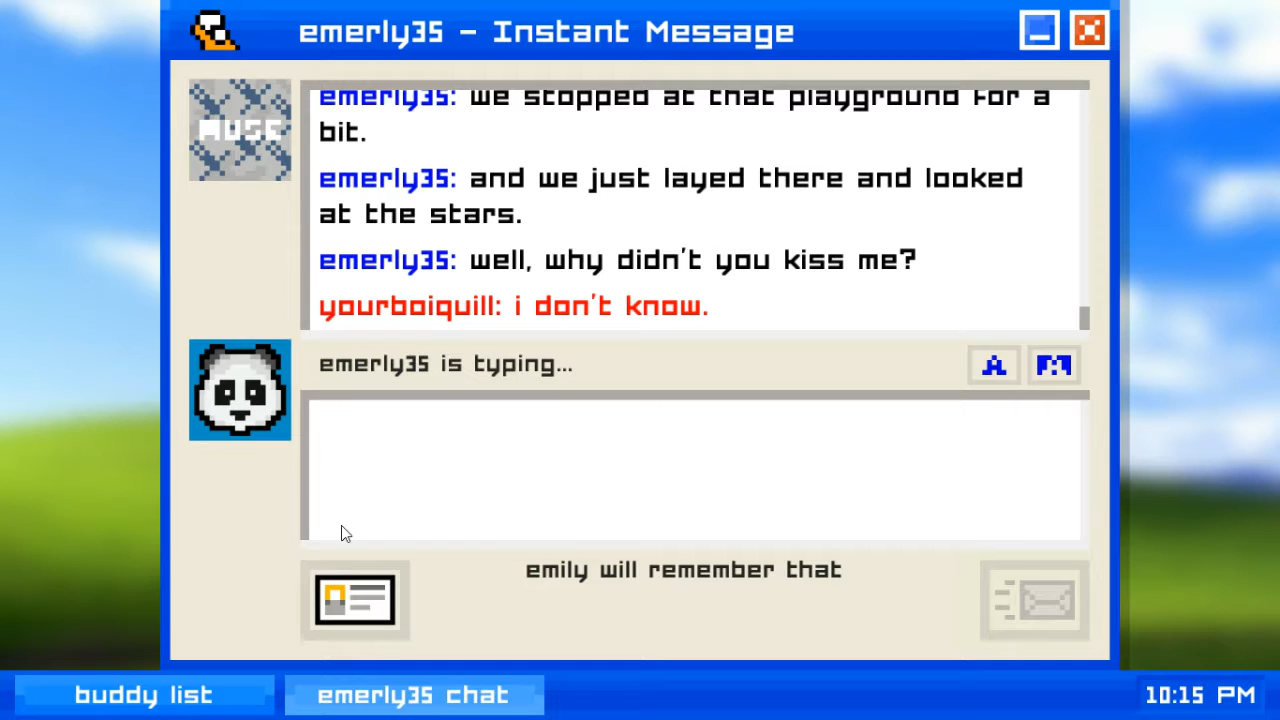 emerly35 - Instant Message
emerly35: we stopped at that playground for a
bit.
MUSE
emerly35: and we just layed there and looked
at the stars.
emerly35: well, why didn't you kiss me?
yourboiquill: i don't know.
emerly35 is typing...
A
emily will remember that
buddy list
emerly35 chat
10:15 PM